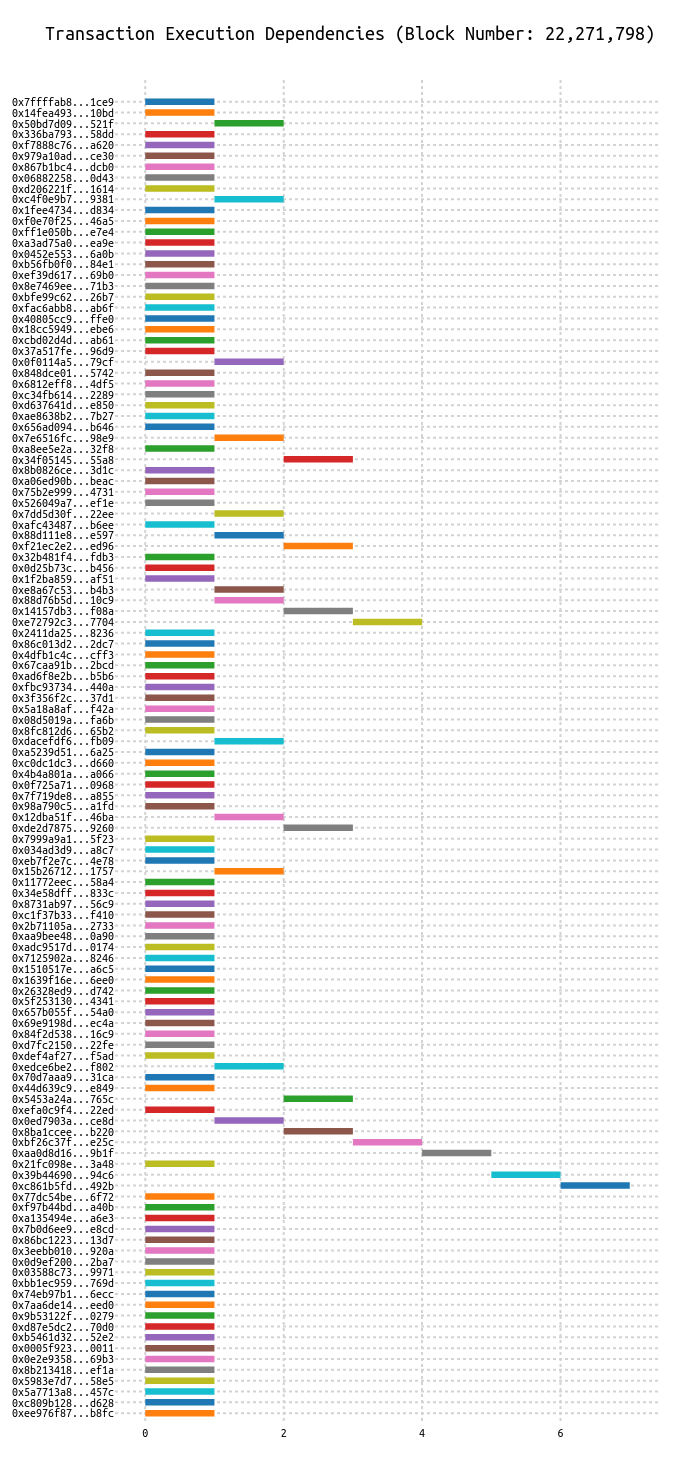 Transaction Execution Dependencies (Block Number: 22,271,798)
0x7ffffab8...1ce9
0x14fea493...10bd
0x50bd7d09...521f
0x336ba793...58dd
0xf7888c76...a620
0x979a10ad...ce30
0x867b1bc4...dcb0
0x06882258...0d43
0xd206221f...1614
0xc4f0e9b7...9381
0x1fee4734...d834
0xf0e70f25...46a5
0xff1e050b...e7e4
0xa3ad75a0...ea9e
0x0452e553...6a0b
0xb56fb0f0...84e1
0xef39d617...69b0
0x8e7469ee...71b3
0xbfe99c62...26b7
0xfac6abb8...ab6f
0x40805cc9...ffe0
0x18cc5949...ebe6
0xcbd02d4d...ab61
0x37a517fe...96d9
0x0f0114a5...79cf
0x848dce01...5742
0x6812eff8...4df5
0xc34fb614...2289
0xd637641d...e850
0xae8638b2...7b27
0x656ad094...b646
0x7e6516fc...98e9
0xa8ee5e2a...32f8
0x34f05145...55a8
0x8b0826ce...3d1c
0xa06ed90b...beac
0x75b2e999...4731
0x526049a7...ef1e
0x7dd5d30f...22ee
0xafc43487...b6ee
0x88d111e8...e597
0xf21ec2e2...ed96
0x32b481f4...fdb3
0x0d25b73c...b456
0x1f2ba859...af51
0xe8a67c53...b4b3
0x88d76b5d...10c9
0x14157db3...f08a
0xe72792c3...7704
0x2411da25...8236
0x86c013d2...2dc7
0x4dfb1c4c...cff3
0x67caa91b...2bcd
0xad6f8e2b...b5b6
0xfbc93734...440a
0x3f356f2c...37d1
0x5a18a8af...f42a
0x08d5019a...fa6b
0x8fc812d6...65b2
0xdacefdf6...fb09
0xa5239d51...6a25
0xc0dc1dc3...d660
0x4b4a801a...a066
0x0f725a71...0968
0x7f719de8...a855
0x98a790c5...a1fd
0x12dba51f...46ba
0xde2d7875...9260
0x7999a9a1...5f23
0x034ad3d9...a8c7
0xeb7f2e7c...4e78
0x15b26712...1757
0x11772eec...58a4
0x34e58dff...833c
0x8731ab97...56c9
0xc1f37b33...f410
0x2b71105a...2733
0xaa9bee48...0a90
0xadc9517d...0174
0x7125902a...8246
0x1510517e...a6c5
0x1639f16e...6ee0
0x26328ed9...d742
0x5f253130...4341
0x657b055f...54a0
0x69e9198d...ec4a
0x84f2d538...16c9
0xd7fc2150...22fe
0xdef4af27...f5ad
0xedce6be2...f802
0x70d7aaa9...31ca
0x44d639c9...e849
0x5453a24a...765c
0xefa0c9f4...22ed
0x0ed7903a...ce8d
0x8ba1ccee...b220
0xbf26c37f...e25c
0xaa0d8d16...9b1f
0x21fc098e...3a48
0x39b44690...94c6
0xc861b5fd...492b
0x77dc54be...6f72
0xf97b44bd...a40b
0xa135494e...a6e3
0x7b0d6ee9...e8cd
0x86bc1223...13d7
0x3eebb010...920a
0x0d9ef200...2ba7
0x03588c73...9971
0xbb1ec959...769d
0x74eb97b1...6ecc
0x7aa6de14...eed0
0x9b53122f...0279
0xd87e5dc2...70d0
0xb5461d32...52e2
0x0005f923...0011
0x0e2e9358...69b3
0x8b213418...ef1a
0x5983e7d7...58e5
0x5a7713a8...457c
0xc809b128...d628
0xee976f87...b8fc
0 2 4 6